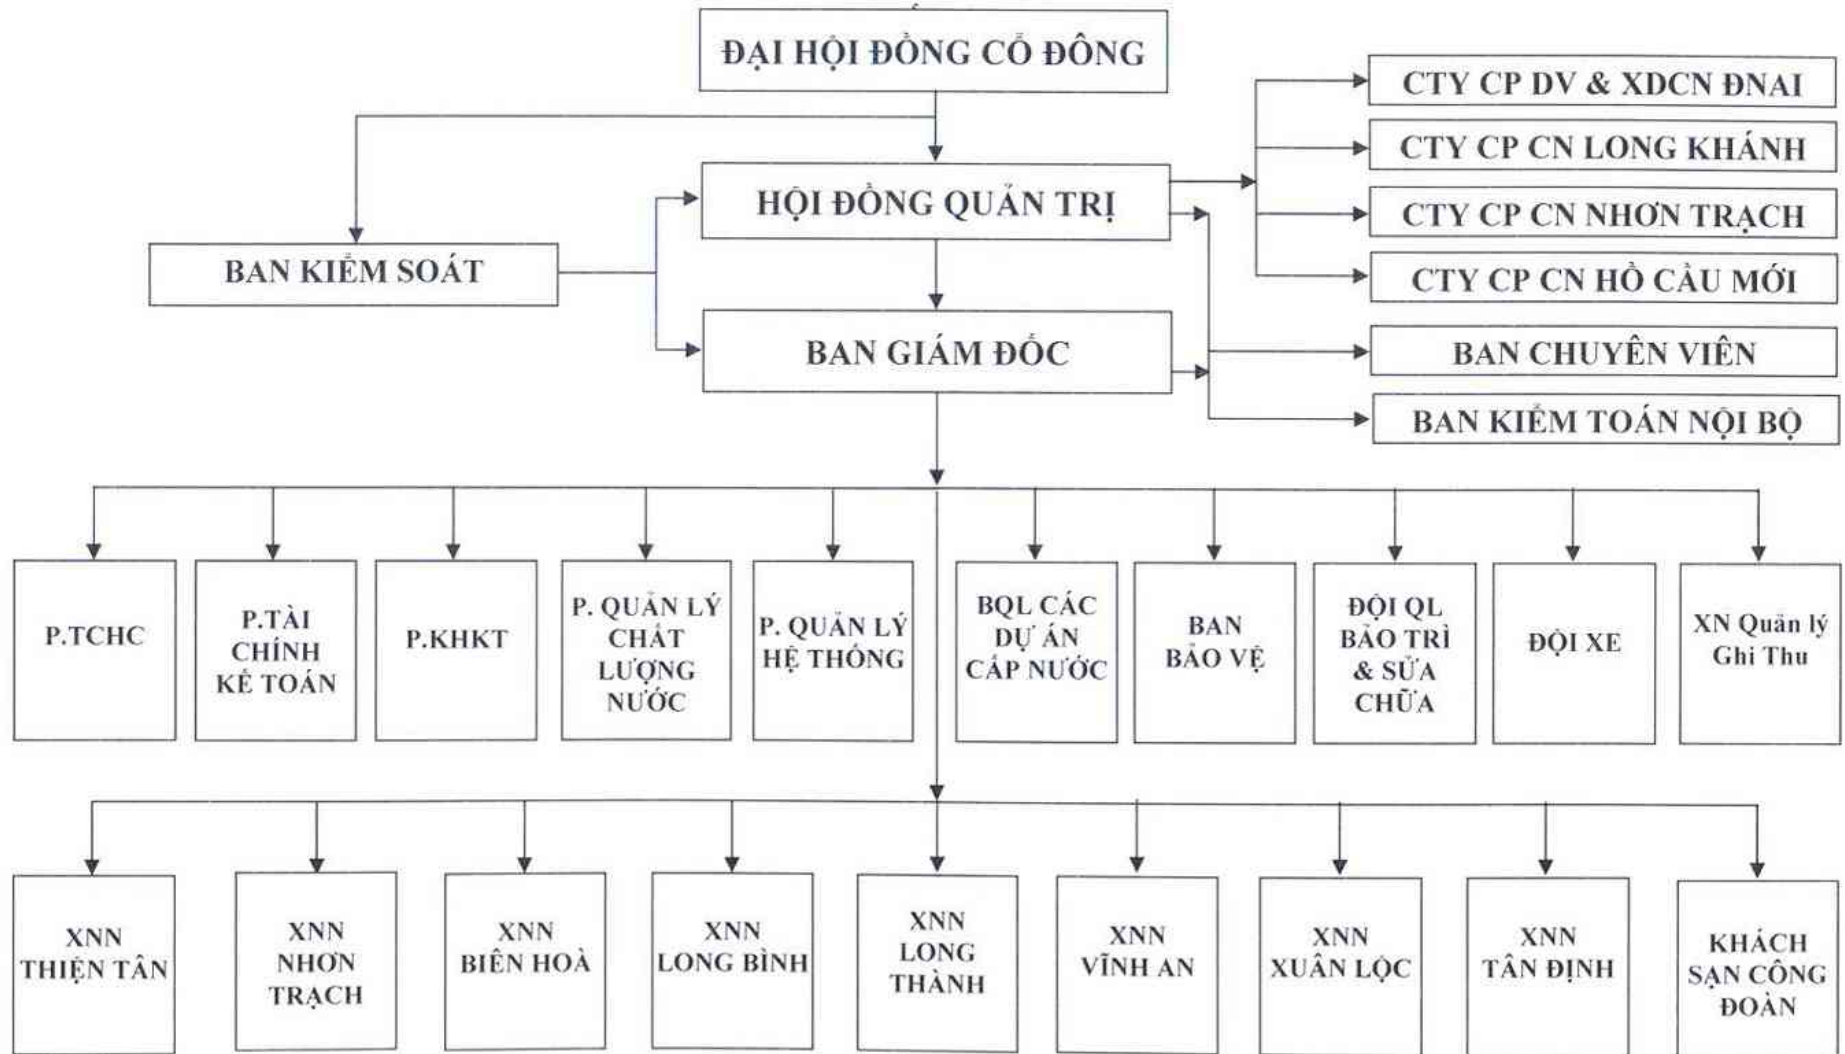 ĐẠI HỘI ĐỒNG CỔ ĐÔNG
CTY CP DV & XDCN ĐNAI
CTY CP CN LONG KHÁNH
HỘI ĐỒNG QUẢN TRỊ
CTY CP CN NHƠN TRẠCH
BAN KIỂM SOÁT
CTY CP CN HỒ CẦU MỚI
BAN GIÁM ĐỐC
BAN CHUYÊN VIÊN
BAN KIỂM TOÁN NỘI BỘ
P.TCHC
P.TÀI
CHÍNH
KẾ TOÁN
P.KHKT
P. QUẢN LÝ
CHẤT
LƯỢNG
NƯỚC
P. QUẢN LÝ
HỆ THỐNG
BQL CÁC
DỰ ÁN
CẤP NƯỚC
BAN
BẢO VỆ
ĐỘI QL
BẢO TRÌ
& SỬA
CHỮA
ĐỘI XE
XN Quản lý
Ghi Thu
XNN
THIỆN TÂN
XNN
NHƠN
TRẠCH
XNN
BIÊN HOÀ
XNN
LONG BÌNH
XNN
LONG
THÀNH
XNN
VĨNH AN
XNN
XUÂN LỘC
XNN
TÂN ĐỊNH
KHÁCH
SẠN CÔNG
ĐOÀN